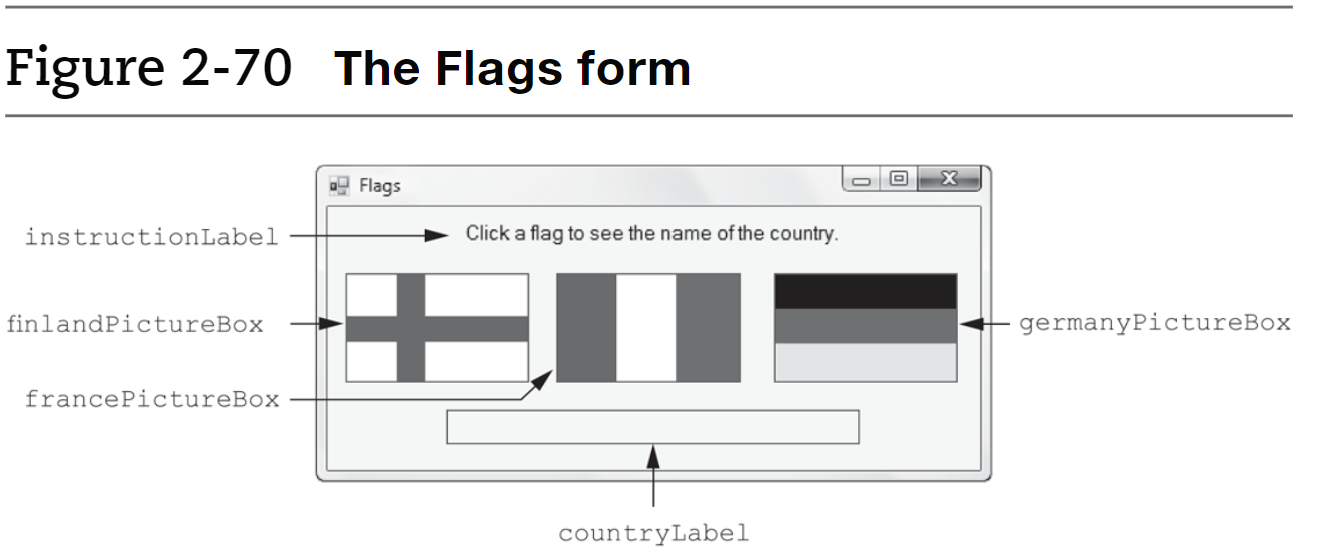 Figure 2-70 The Flags form
Flags
instructionLabel
Click a flag to see the name of the country.
finlandPictureBox
germanyPictureBox
francePictureBox
countryLabel